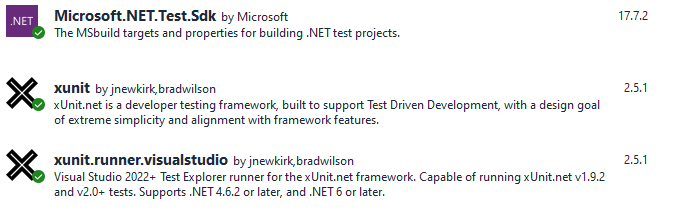 .NET
Microsoft.NET.Test.Sdk by Microsoft 17.7.2
The MSbuild targets and properties for building .NET test projects.
xunit by jnewkirk,bradwilson 2.5.1
xUnit.net is a developer testing framework, built to support Test Driven Development, with a design goal
of extreme simplicity and alignment with framework features.
xunit.runner.visualstudio by jnewkirk,bradwilson 2.5.1
Visual Studio 2022+ Test Explorer runner for the xUnit.net framework. Capable of running xUnit.net v1.9.2
and v2.0+ tests. Supports .NET 4.6.2 or later, and .NET 6 or later.